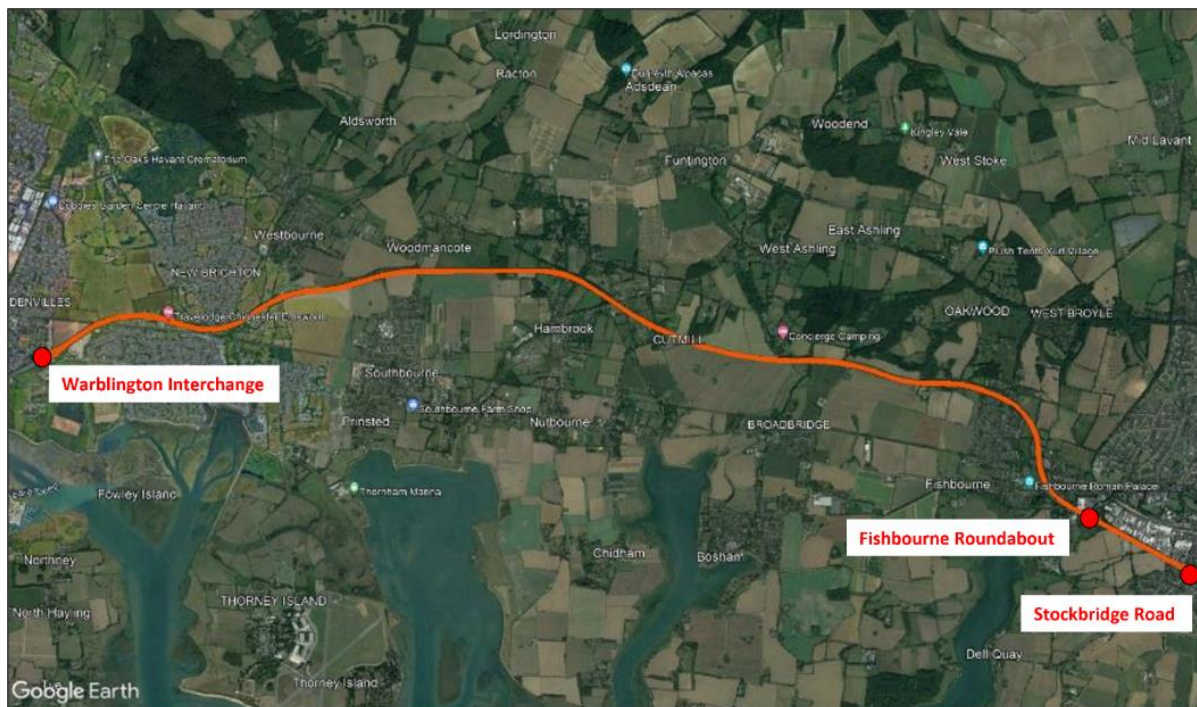 Lordington
Racton
Adsdean
Aldsworth
Woodend
Kingley Vale
Mid Lavant
The Oaks Havant Crematorium
Funtington
West Stoke
Westbourne
East Ashling
Woodmancote
West Ashling
NEW BRIGHTON
DENVILLES
OAKWOOD
WEST BROYLE
Hambrook
CUTMILL
Concierge Camping
Warblington Interchange
Southbourne
Southbourne Farm Shop
Prinsted
Nutbourne
BROADBRIDGE
Fishbourne
Fishbourne Roman Palace
Fowley Island
Thornham Marina
Fishbourne Roundabout
Chidham
Bosham
Northney
THORNEY ISLAND
North Hayling
Stockbridge Road
Dell Quay
Thorney Island
Google Earth